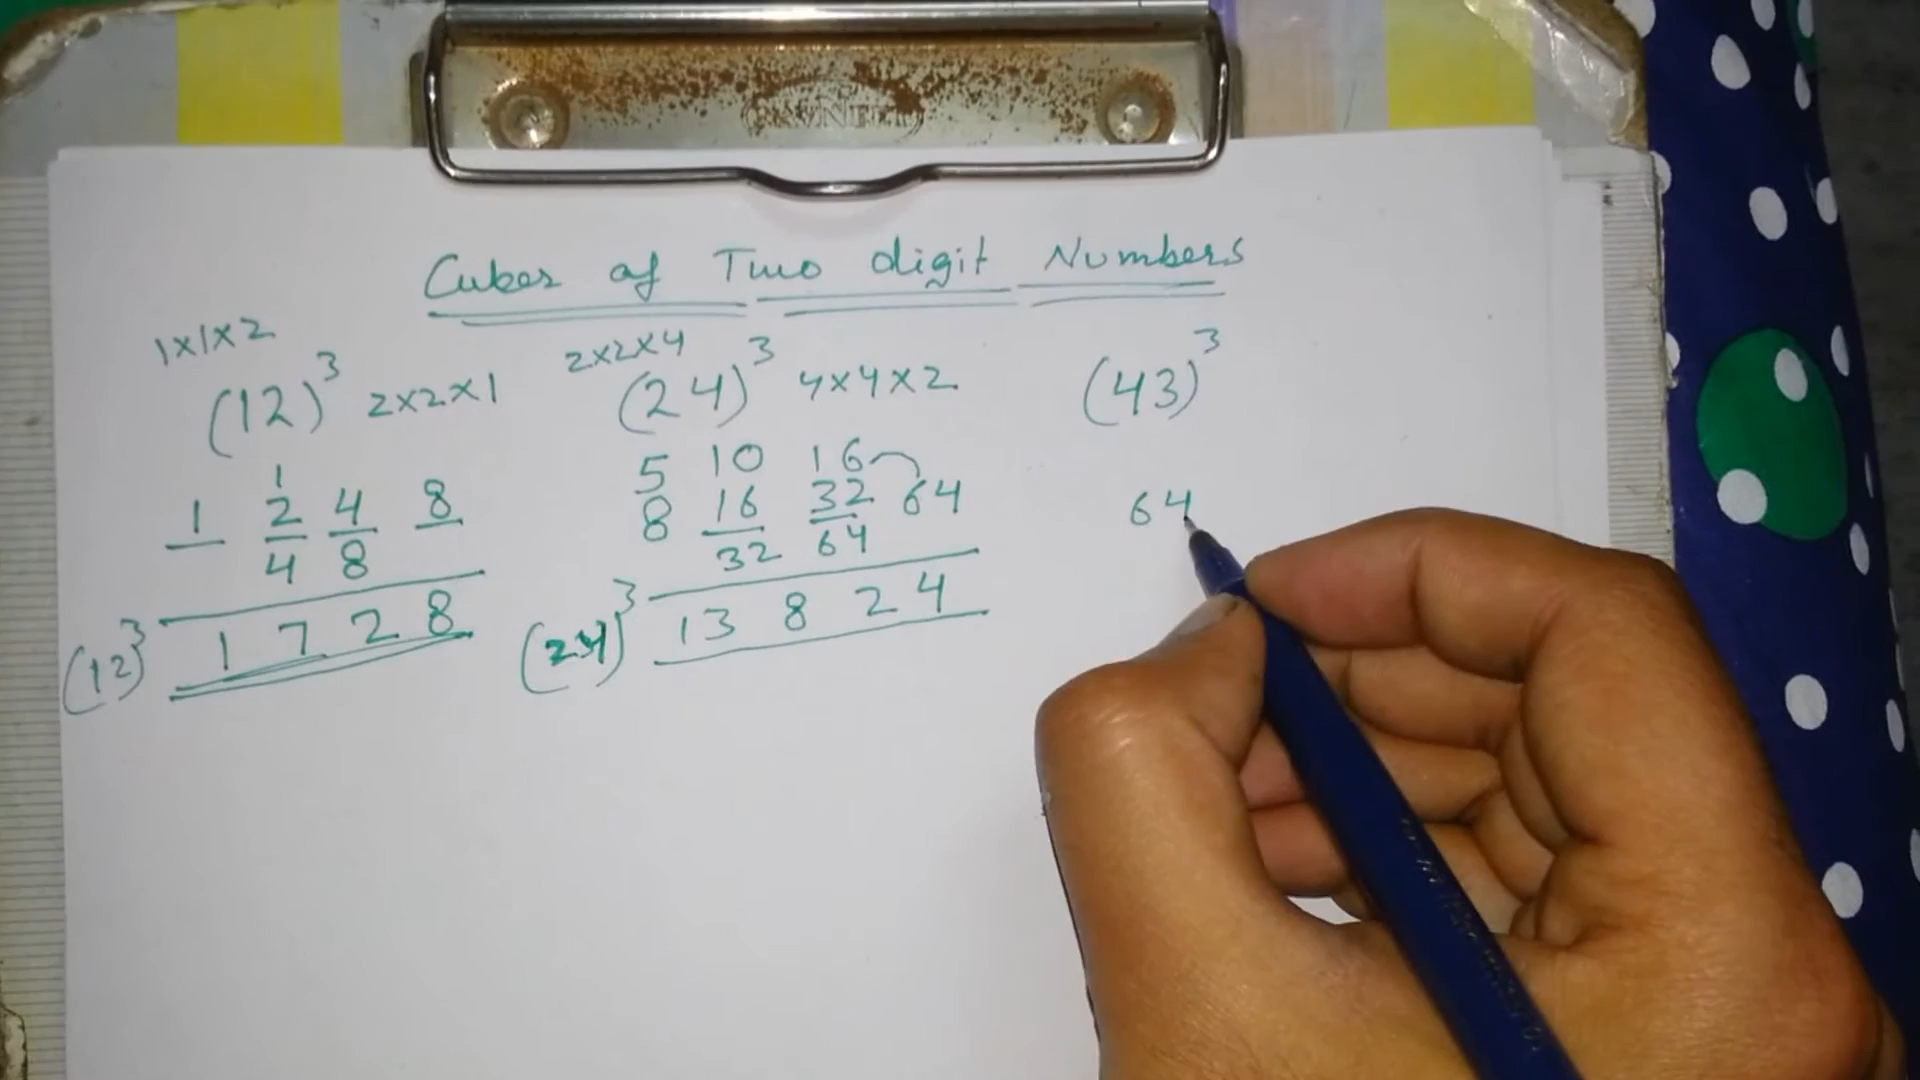 Cubes of Two digit Numbers
1x1x2
(12)³ 2x2x1
1
1 2 4 8
4 8
(12)³ 1 7 2 8
2x2x4
(24)³ 4x4x2
5 10 16
8 16 32 64
32 64
(24)³ 13 8 2 4
(43)³
64